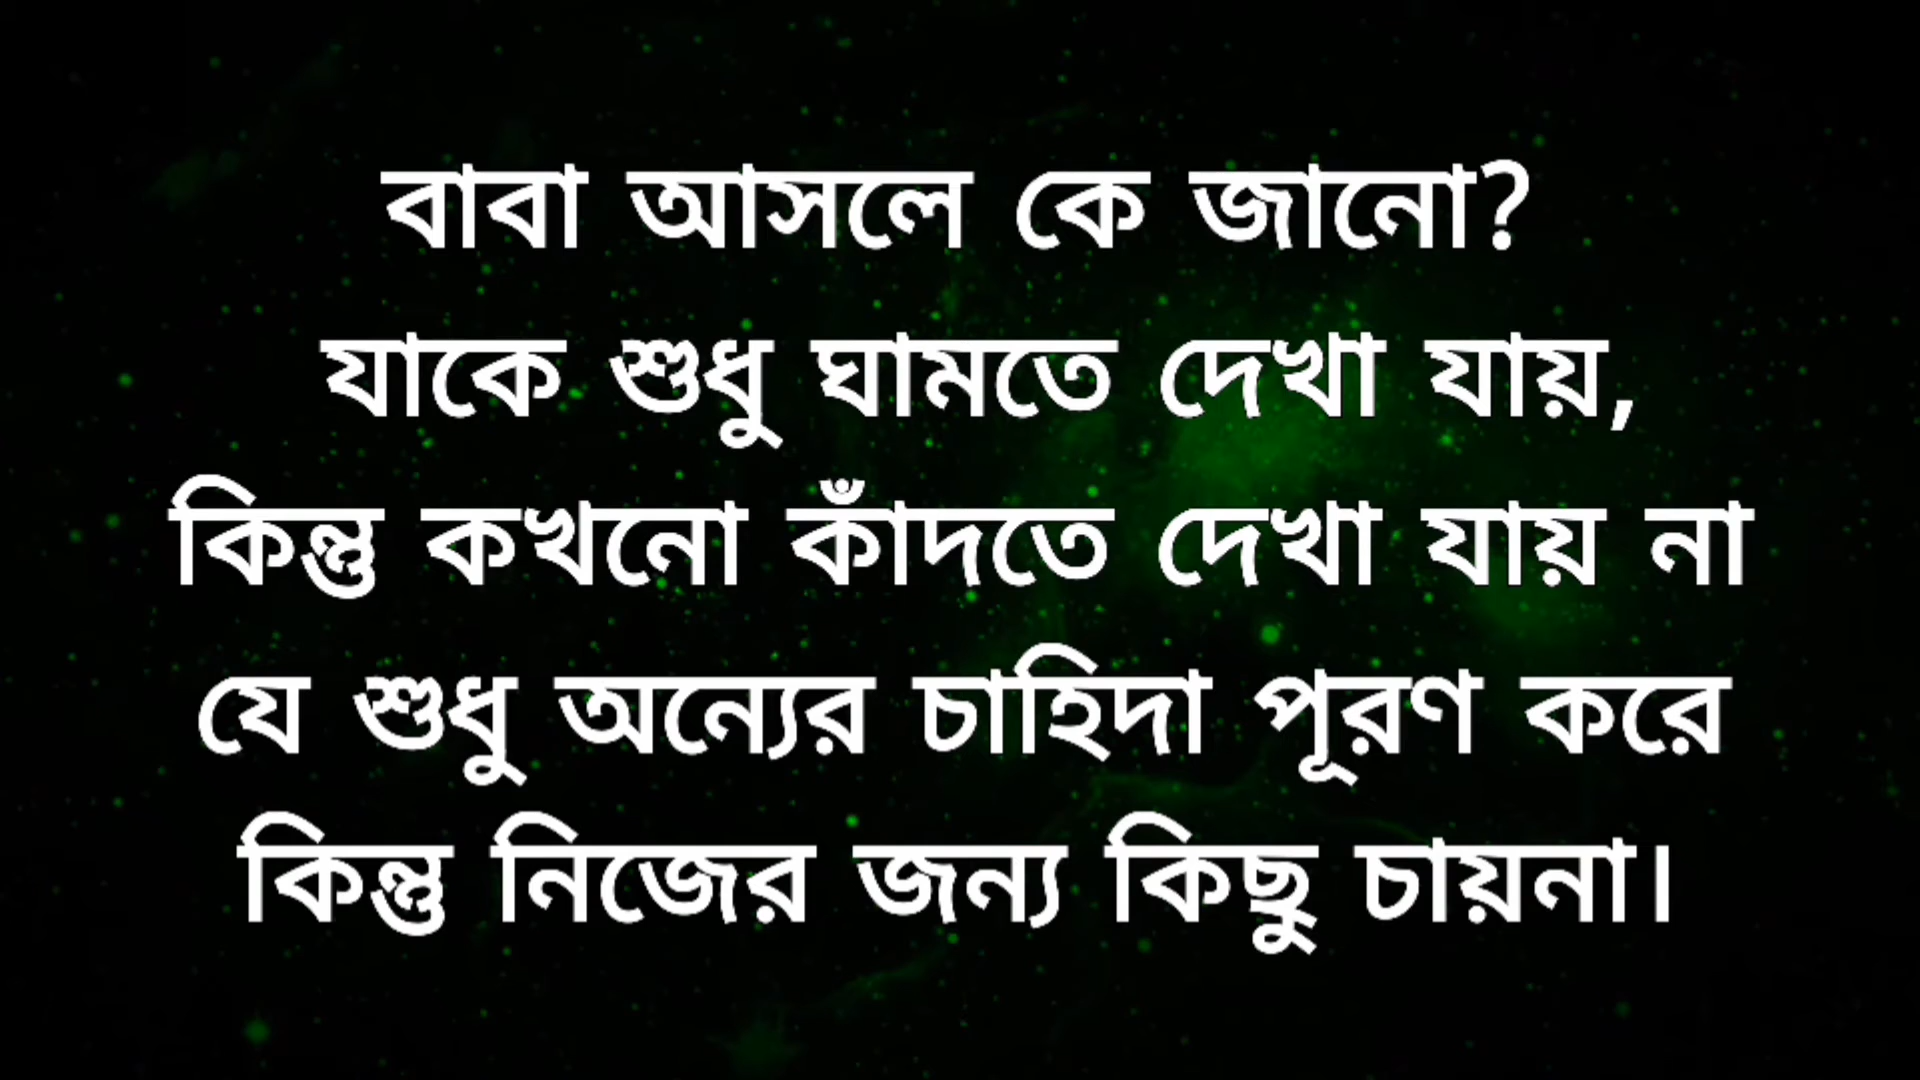 বাবা আসলে কে জানো?
যাকে শুধু ঘামতে দেখা যায়,
কিন্তু কখনো কাঁদতে দেখা যায় না
যে শুধু অন্যের চাহিদা পূরণ করে
কিন্তু নিজের জন্য কিছু চায়না।